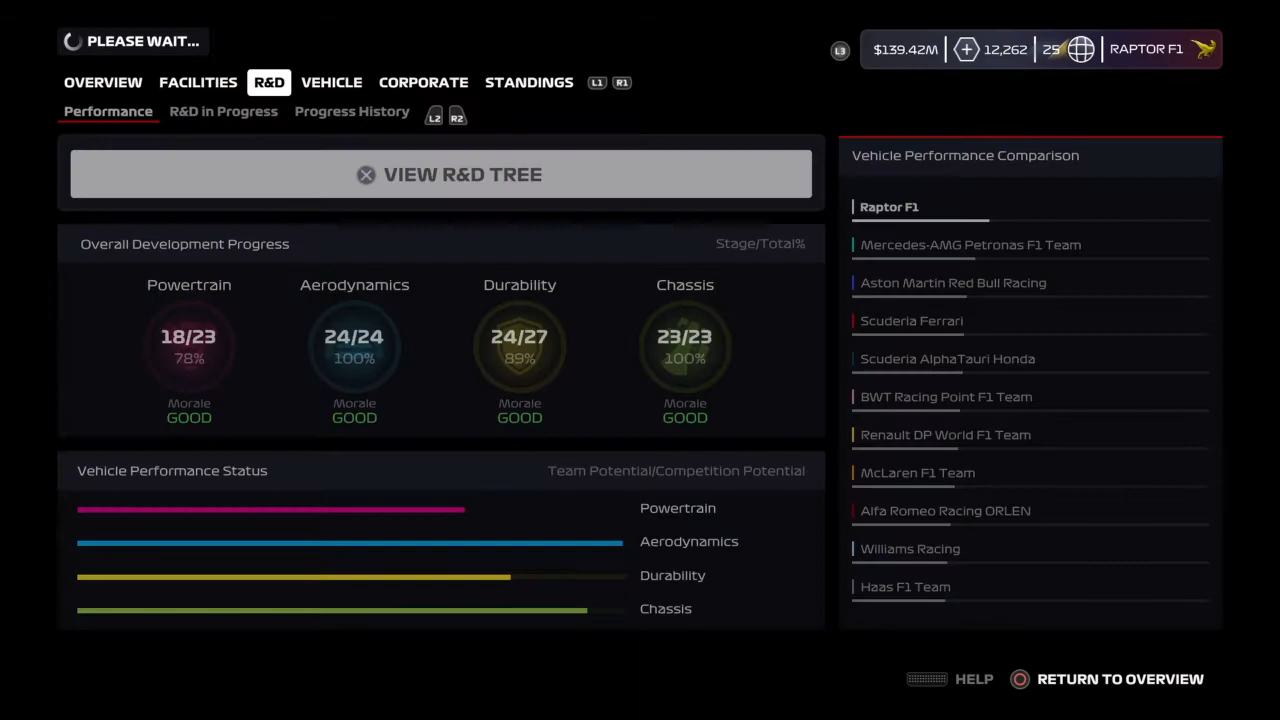 PLEASE WAIT...
L3 $139.42M 12,262 25 RAPTOR F1
OVERVIEW FACILITIES R&D VEHICLE CORPORATE STANDINGS L1 R1
Performance R&D in Progress Progress History L2 R2
VIEW R&D TREE
Overall Development Progress Stage/Total%
Powertrain Aerodynamics Durability Chassis
18/23 24/24 24/27 23/23
78% 100% 89% 100%
Morale Morale Morale Morale
GOOD GOOD GOOD GOOD
Vehicle Performance Status Team Potential/Competition Potential
Powertrain
Aerodynamics
Durability
Chassis
Vehicle Performance Comparison
Raptor F1
Mercedes-AMG Petronas F1 Team
Aston Martin Red Bull Racing
Scuderia Ferrari
Scuderia AlphaTauri Honda
BWT Racing Point F1 Team
Renault DP World F1 Team
McLaren F1 Team
Alfa Romeo Racing ORLEN
Williams Racing
Haas F1 Team
HELP RETURN TO OVERVIEW